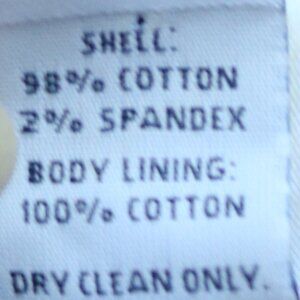 SHELL:
98% COTTON
2% SPANDEX
BODY LINING:
100% COTTON
DRY CLEAN ONLY.